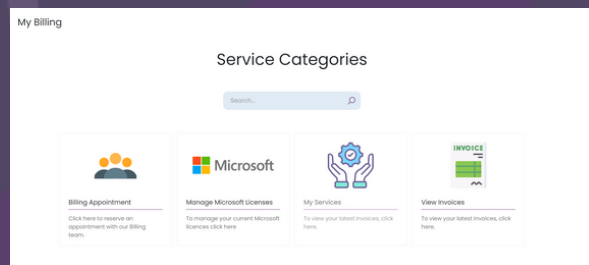 My Billing
Service Categories
Search...
Microsoft
INVOICE
Billing Appointment
Click here to reserve an
appointment with our Billing
team.
Manage Microsoft Licenses
To manage your current Microsoft
licences click here
My Services
To view your latest invoices, click
here.
View Invoices
To view your latest invoices, click
here.